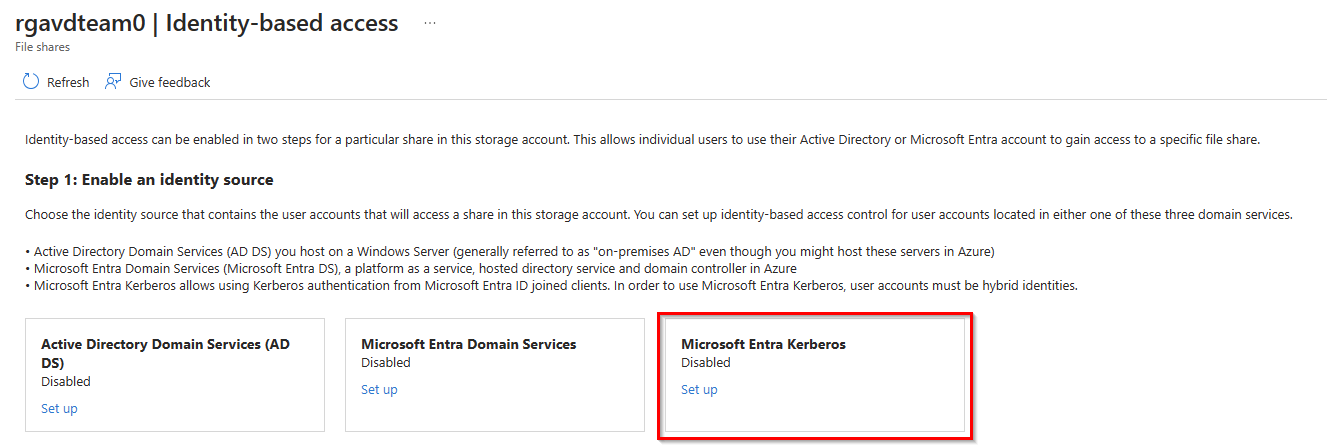 rgavdteam0 | Identity-based access ...
File shares
Refresh Give feedback
Identity-based access can be enabled in two steps for a particular share in this storage account. This allows individual users to use their Active Directory or Microsoft Entra account to gain access to a specific file share.
Step 1: Enable an identity source
Choose the identity source that contains the user accounts that will access a share in this storage account. You can set up identity-based access control for user accounts located in either one of these three domain services.
• Active Directory Domain Services (AD DS) you host on a Windows Server (generally referred to as "on-premises AD" even though you might host these servers in Azure)
• Microsoft Entra Domain Services (Microsoft Entra DS), a platform as a service, hosted directory service and domain controller in Azure
• Microsoft Entra Kerberos allows using Kerberos authentication from Microsoft Entra ID joined clients. In order to use Microsoft Entra Kerberos, user accounts must be hybrid identities.
Active Directory Domain Services (AD
DS)
Disabled
Set up
Microsoft Entra Domain Services
Disabled
Set up
Microsoft Entra Kerberos
Disabled
Set up